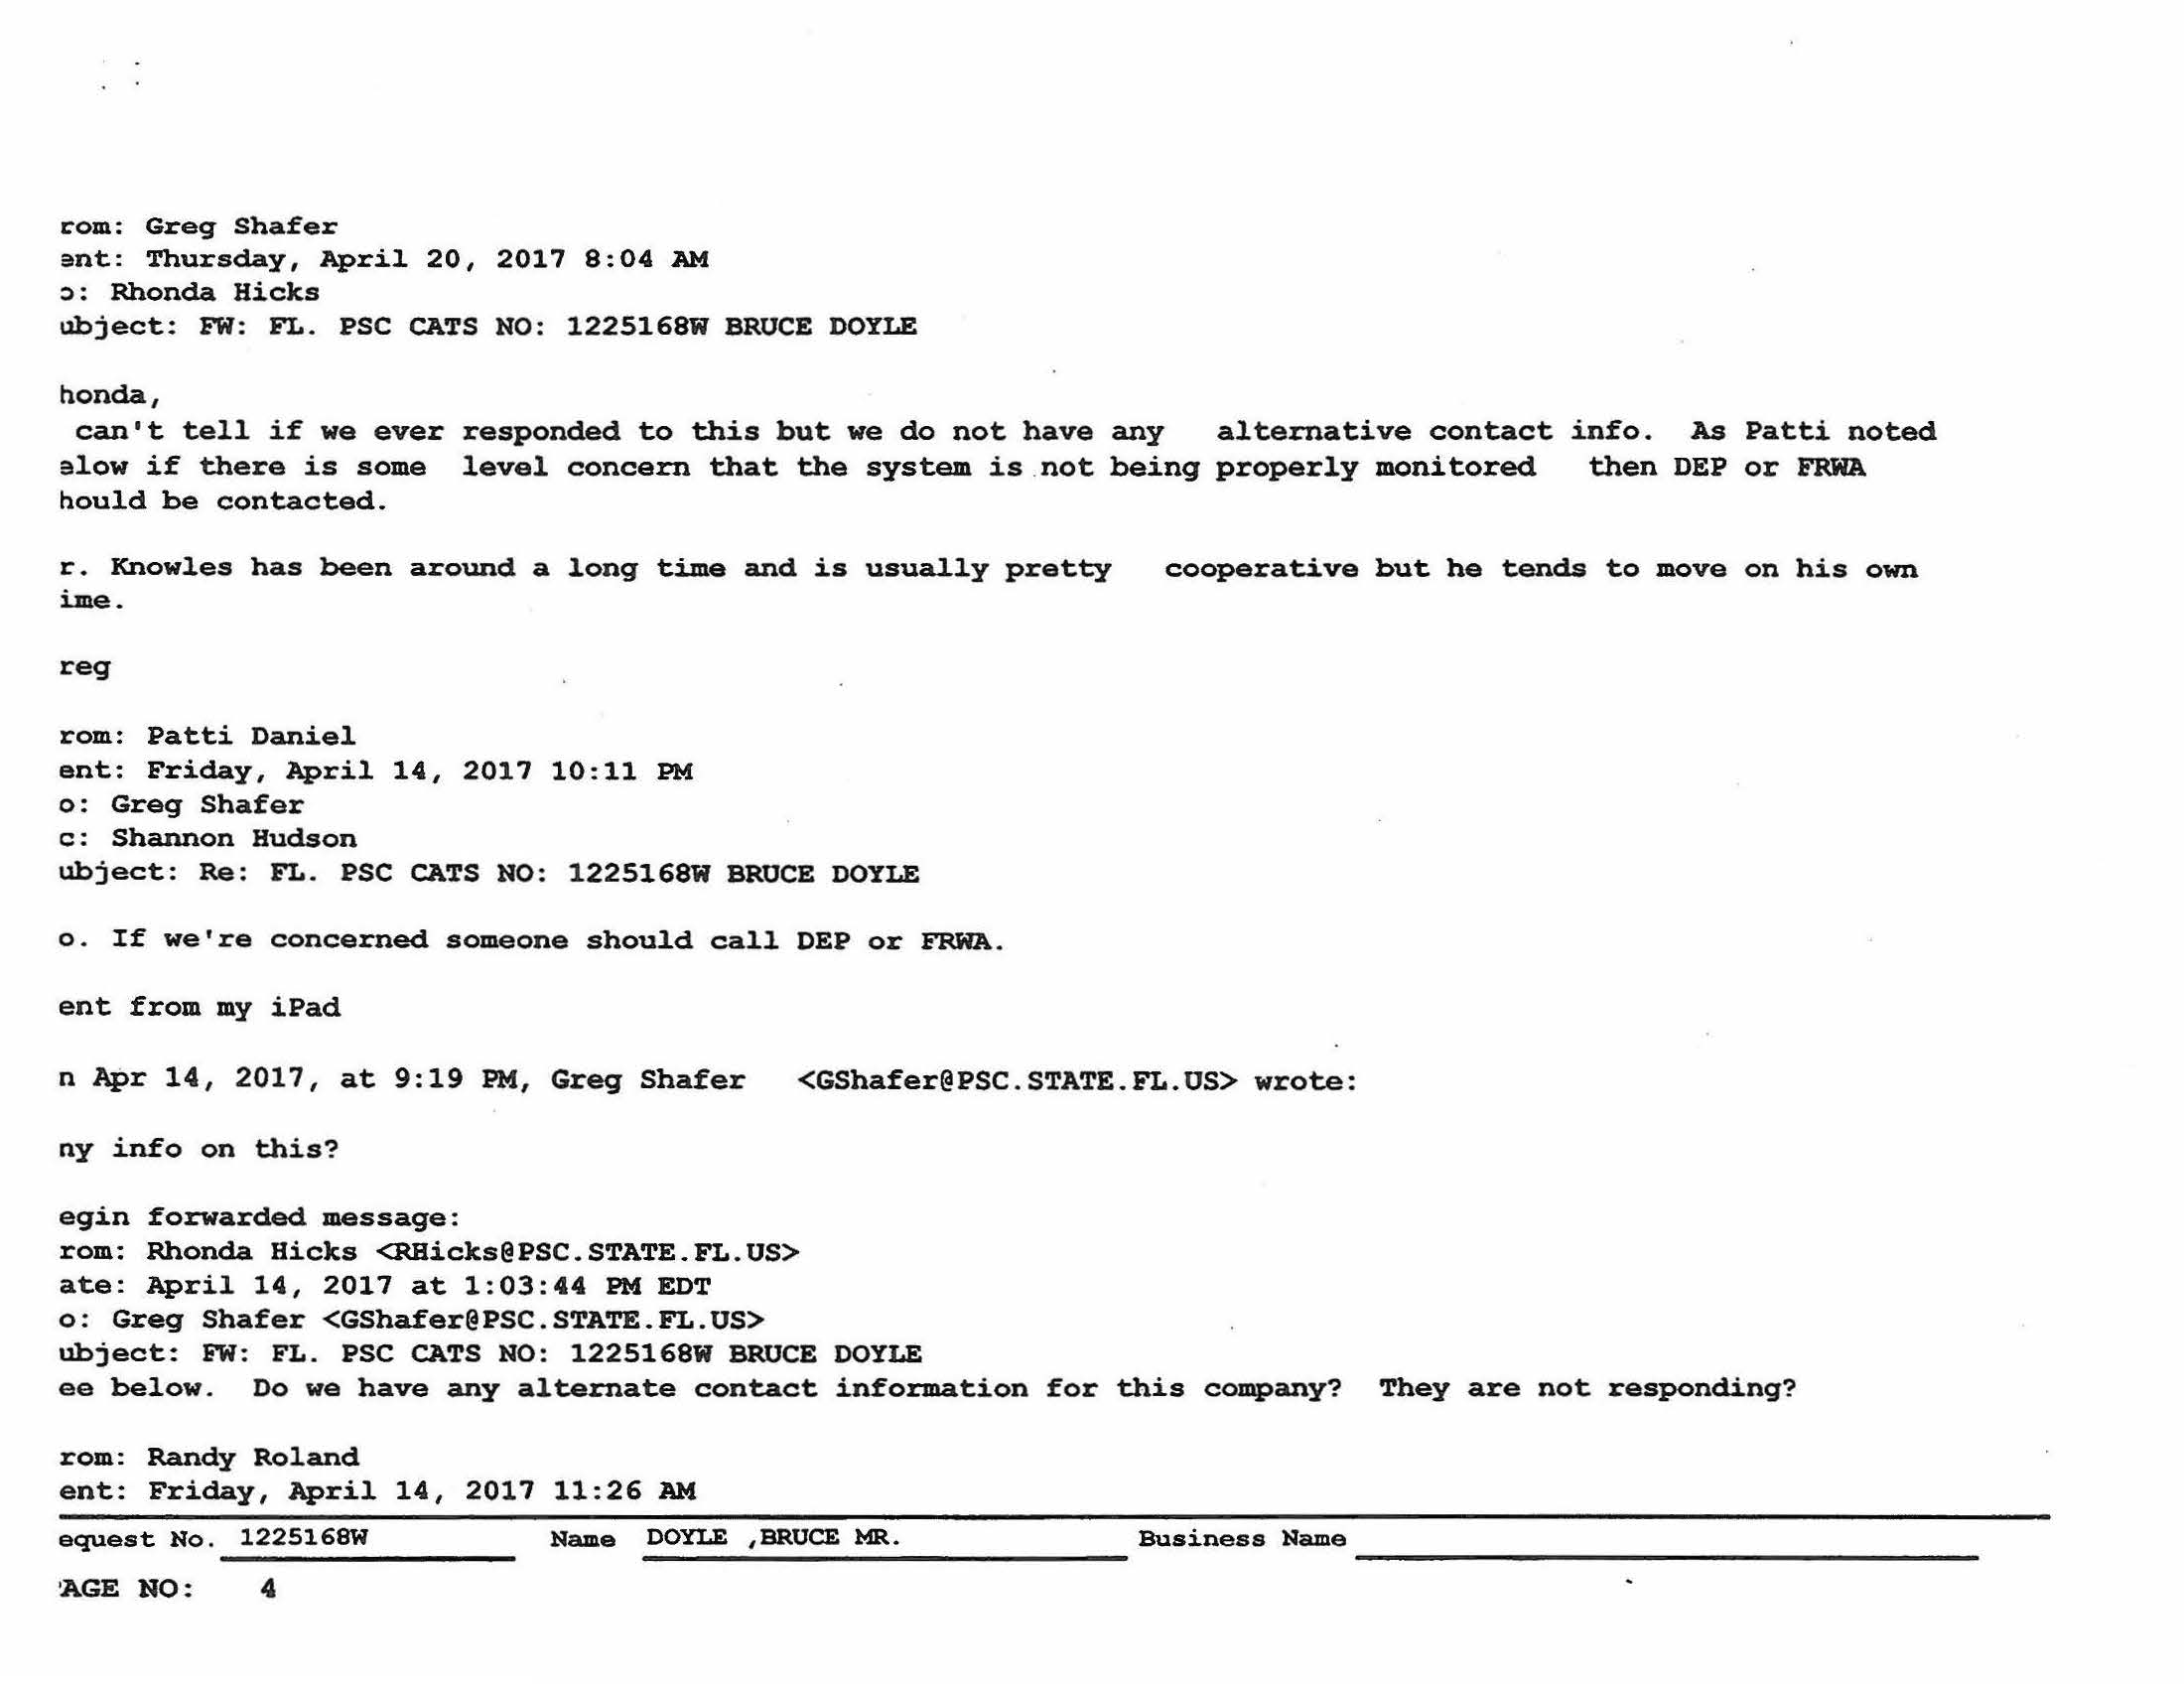 rom: Greg Shafer
ent: Thursday, April 20, 2017 8:04 AM
o: Rhonda Hicks
ubject: FW: FL. PSC CATS NO: 1225168W BRUCE DOYLE
honda,
can't tell if we ever responded to this but we do not have any alternative contact info. As Patti noted
elow if there is some level concern that the system is not being properly monitored then DEP or FRWA
hould be contacted.
r. Knowles has been around a long time and is usually pretty cooperative but he tends to move on his own
ime.
reg
rom: Patti Daniel
ent: Friday, April 14, 2017 10:11 PM
o: Greg Shafer
c: Shannon Hudson
ubject: Re: FL. PSC CATS NO: 1225168W BRUCE DOYLE
o. If we're concerned someone should call DEP or FRWA.
ent from my iPad
n Apr 14, 2017, at 9:19 PM, Greg Shafer <GShafer@PSC.STATE.FL.US> wrote:
ny info on this?
egin forwarded message:
rom: Rhonda Hicks <RHicks@PSC.STATE.FL.US>
ate: April 14, 2017 at 1:03:44 PM EDT
o: Greg Shafer <GShafer@PSC.STATE.FL.US>
ubject: FW: FL. PSC CATS NO: 1225168W BRUCE DOYLE
ee below. Do we have any alternate contact information for this company? They are not responding?
rom: Randy Roland
ent: Friday, April 14, 2017 11:26 AM
equest No. 1225168W Name DOYLE ,BRUCE MR. Business Name
AGE NO: 4